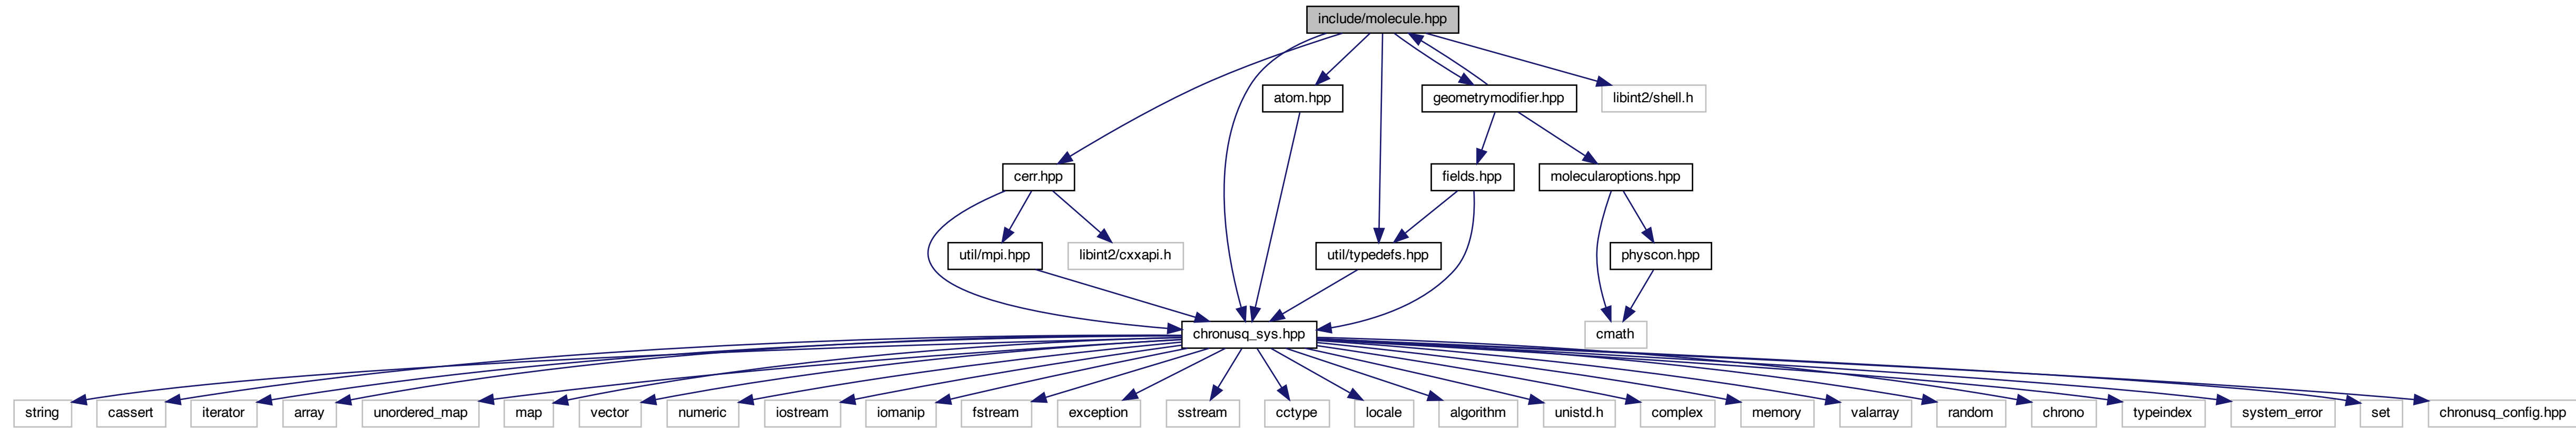 include/molecule.hpp
atom.hpp
geometrymodifier.hpp
libint2/shell.h
cerr.hpp
fields.hpp
molecularoptions.hpp
util/mpi.hpp
libint2/cxxapi.h
util/typedefs.hpp
physcon.hpp
chronusq_sys.hpp
cmath
string
cassert
iterator
array
unordered_map
map
vector
numeric
iostream
iomanip
fstream
exception
sstream
cctype
locale
algorithm
unistd.h
complex
memory
valarray
random
chrono
typeindex
system_error
set
chronusq_config.hpp